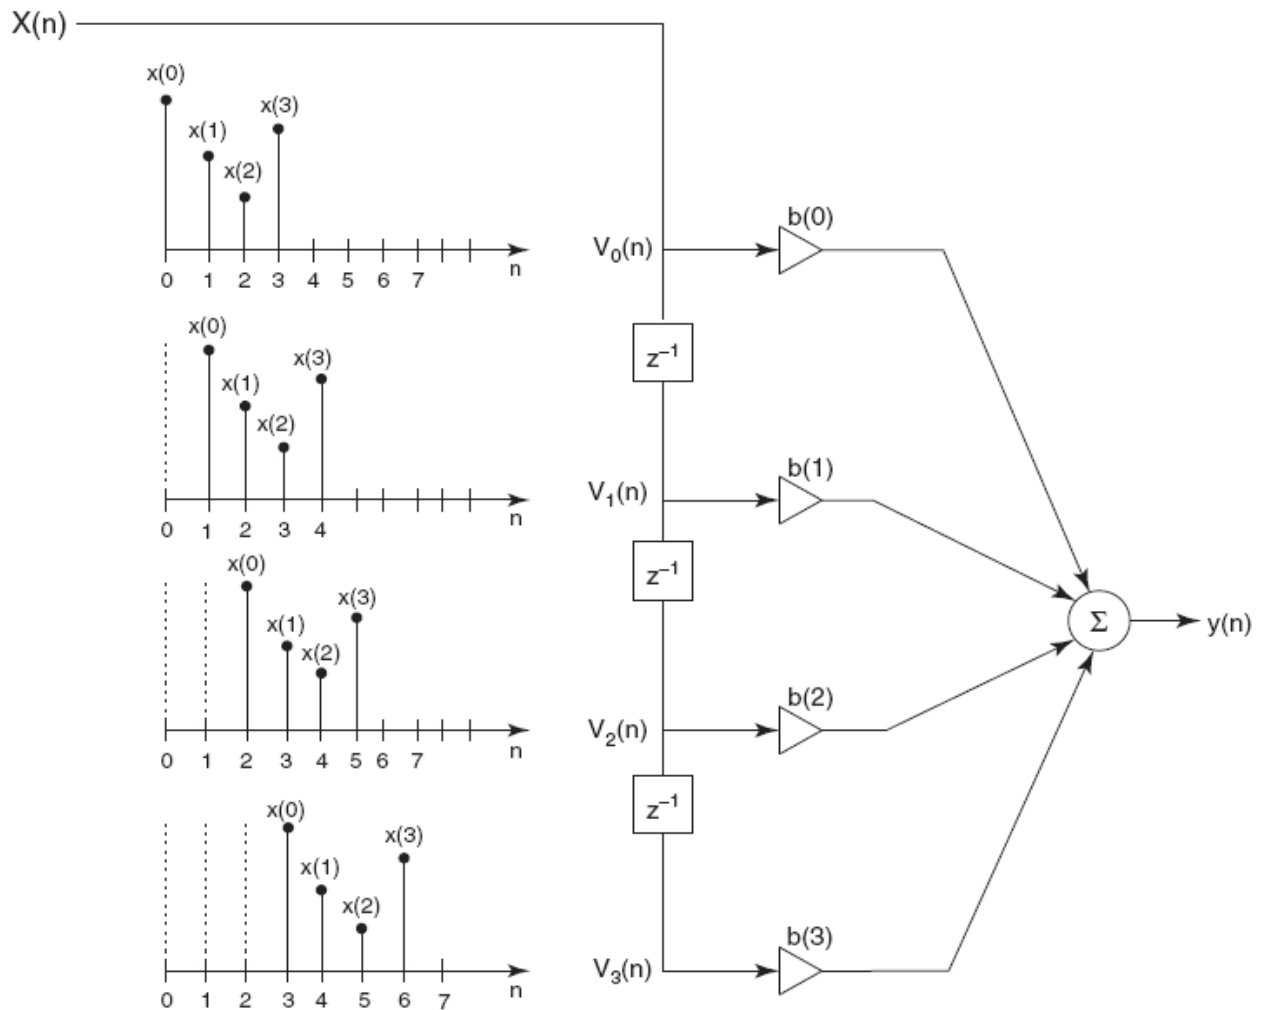 X(n)
x(0)
x(3)
x(1)
x(2)
0 1 2 3 4 5 6 7 n
x(0)
x(3)
x(1)
x(2)
0 1 2 3 4 n
x(0)
x(3)
x(1)
x(2)
0 1 2 3 4 5 6 7 n
x(0)
x(3)
x(1)
x(2)
0 1 2 3 4 5 6 7 n
b(0)
V₀(n)
z⁻¹
b(1)
V₁(n)
z⁻¹
Σ y(n)
b(2)
V₂(n)
z⁻¹
b(3)
V₃(n)